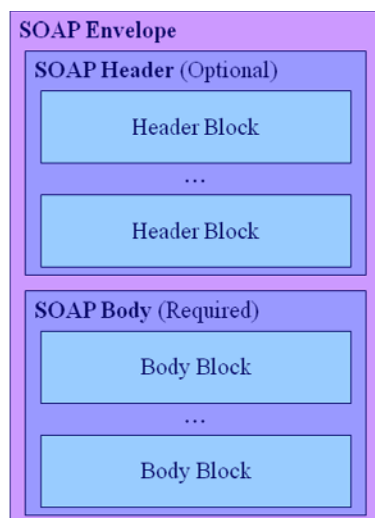 SOAP Envelope
SOAP Header (Optional)
Header Block
...
Header Block
SOAP Body (Required)
Body Block
...
Body Block